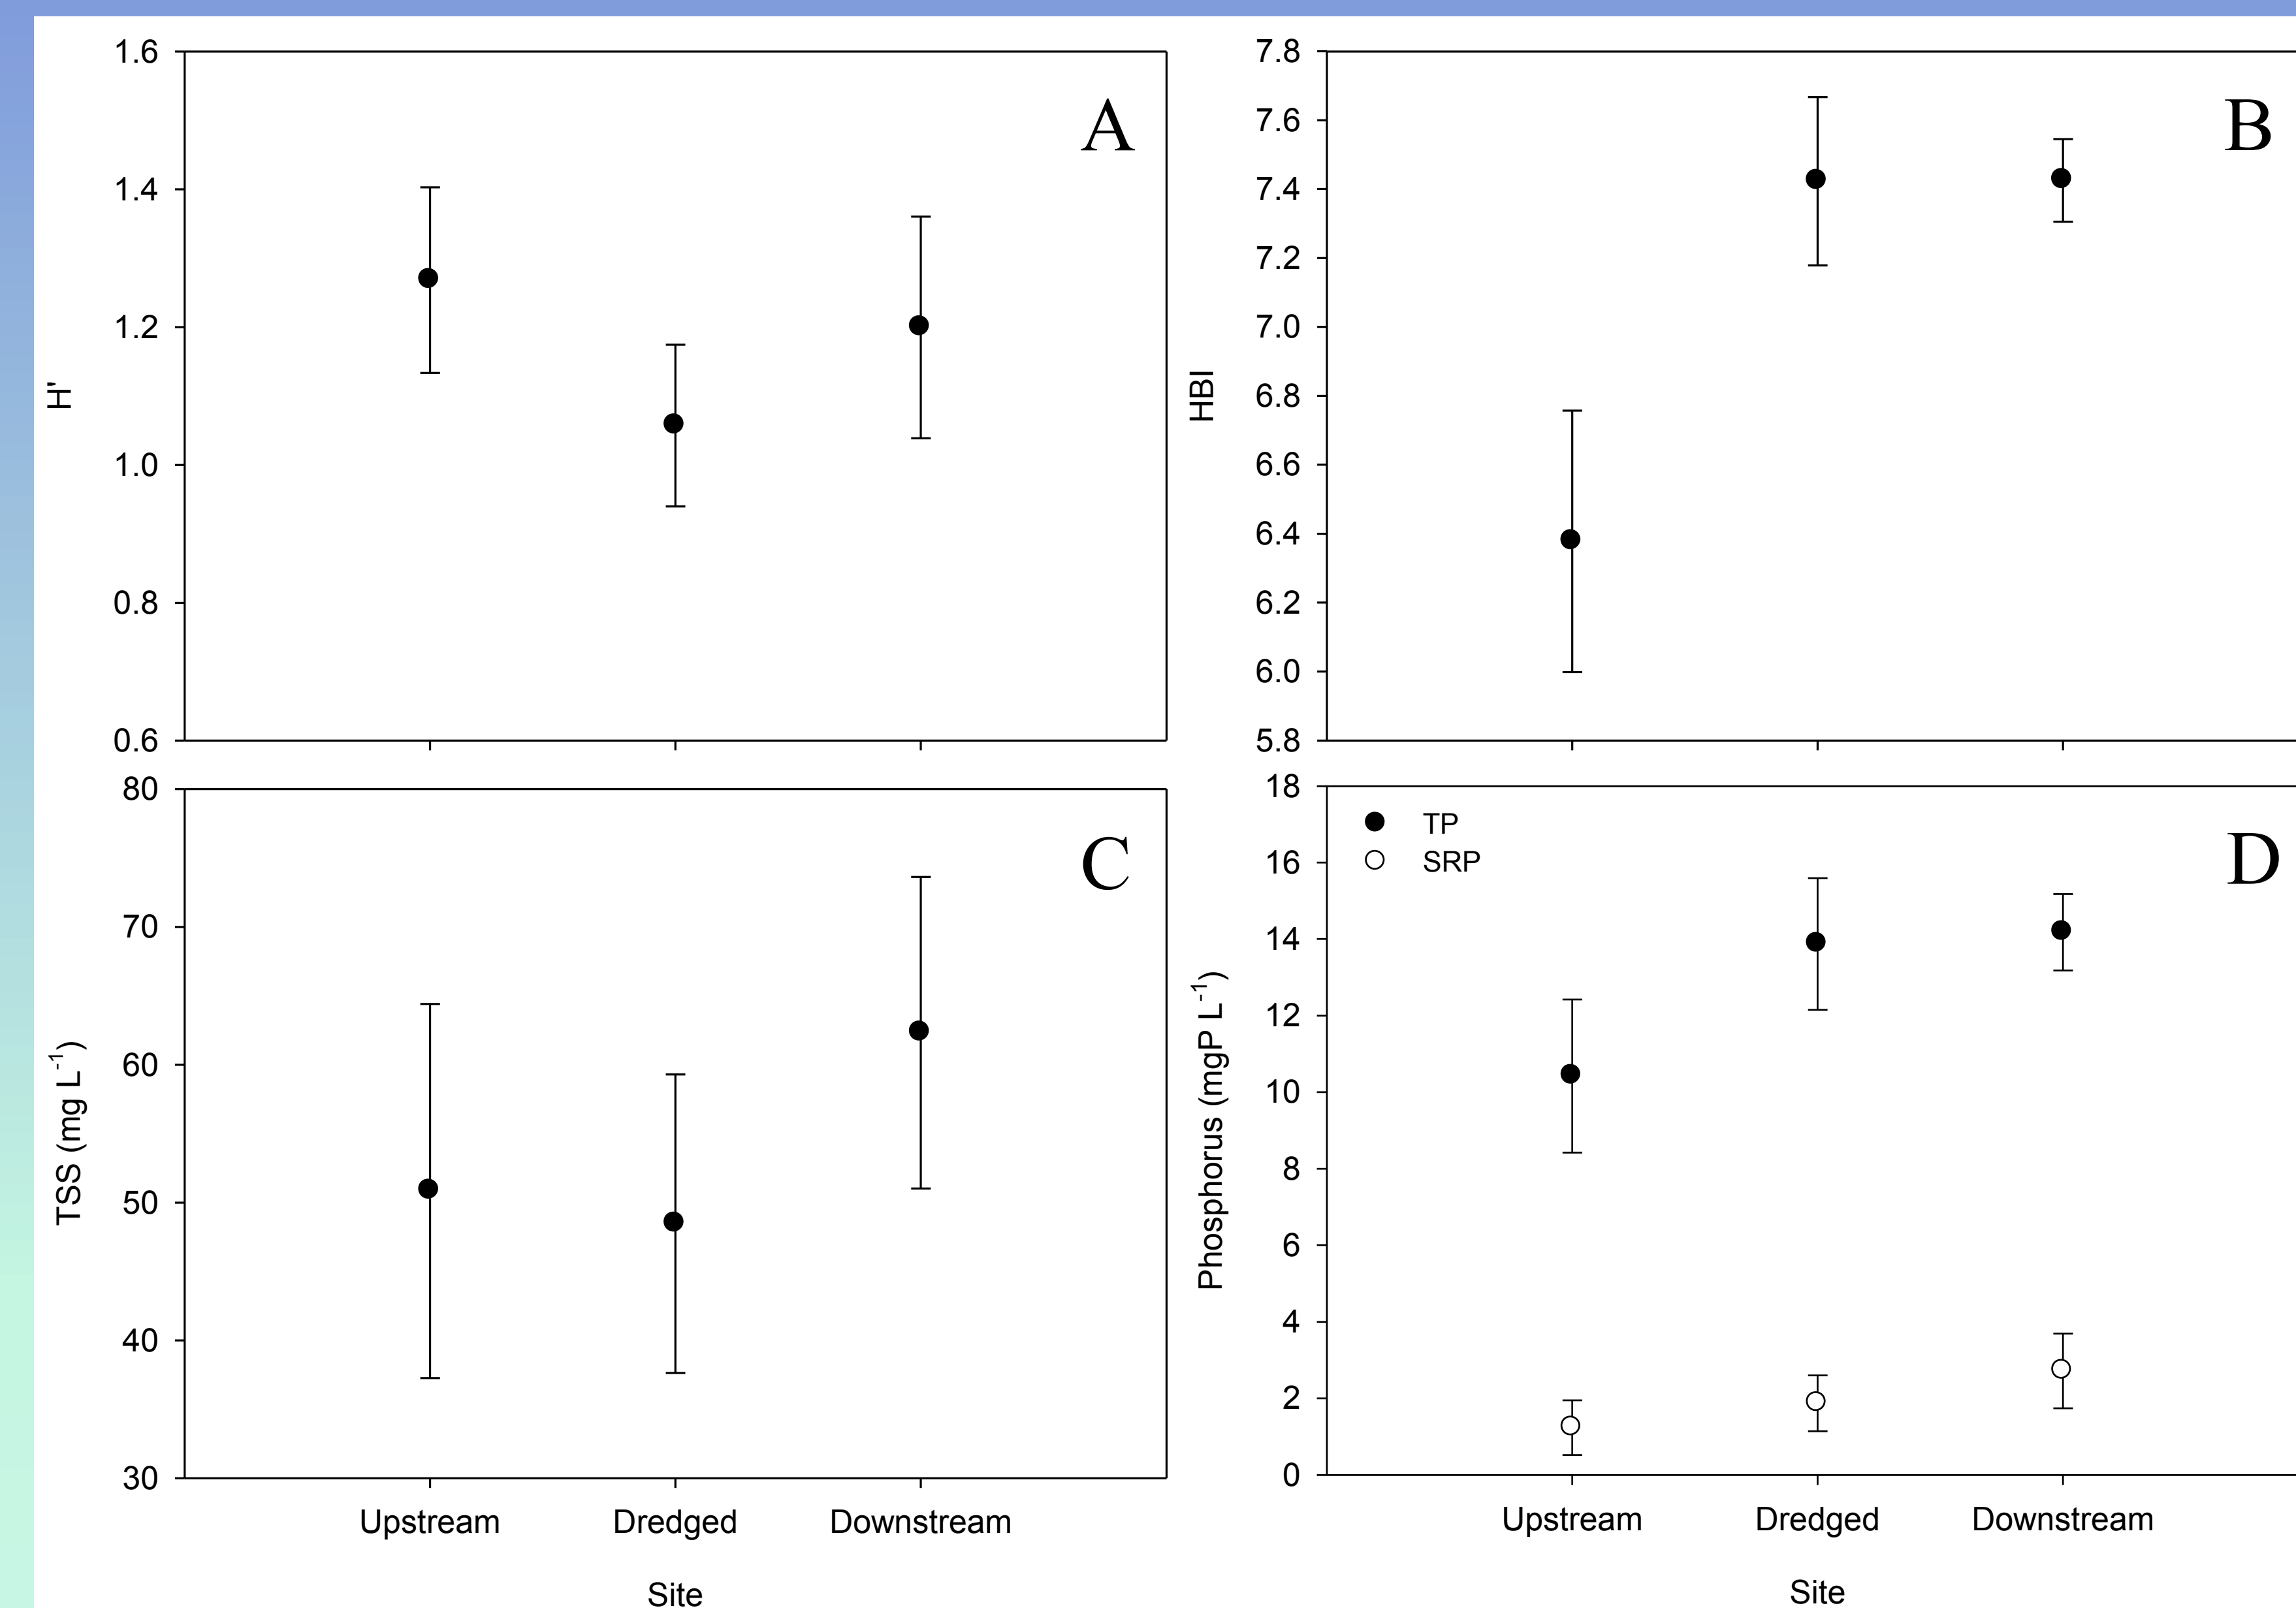 A
H'
1.6
1.4
1.2
1.0
0.8
0.6
B
HBI
7.8
7.6
7.4
7.2
7.0
6.8
6.6
6.4
6.2
6.0
5.8
C
TSS (mg L-1)
80
70
60
50
40
30
Upstream Dredged Downstream
Site
D
TP
SRP
Phosphorus (mgP L-1)
18
16
14
12
10
8
6
4
2
0
Upstream Dredged Downstream
Site